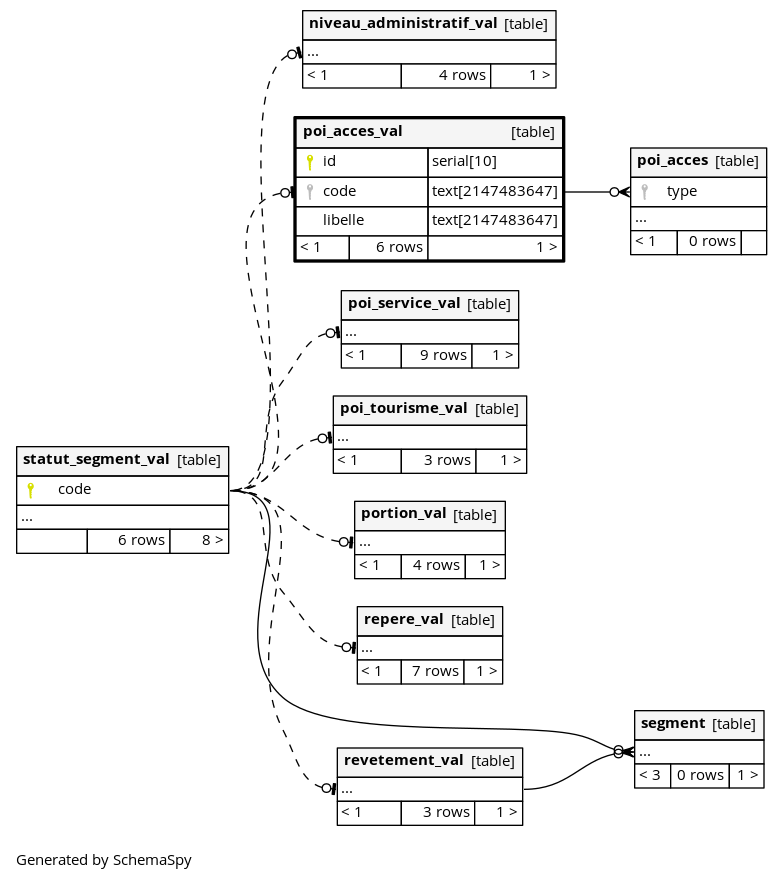 niveau_administratif_val [table]
...
< 1 4 rows 1 >
poi_acces_val [table]
id serial[10]
code text[2147483647]
libelle text[2147483647]
< 1 6 rows 1 >
poi_acces [table]
type
...
< 1 0 rows
poi_service_val [table]
...
< 1 9 rows 1 >
poi_tourisme_val [table]
...
< 1 3 rows 1 >
statut_segment_val [table]
code
...
6 rows 8 >
portion_val [table]
...
< 1 4 rows 1 >
repere_val [table]
...
< 1 7 rows 1 >
segment [table]
...
< 3 0 rows 1 >
revetement_val [table]
...
< 1 3 rows 1 >
Generated by SchemaSpy